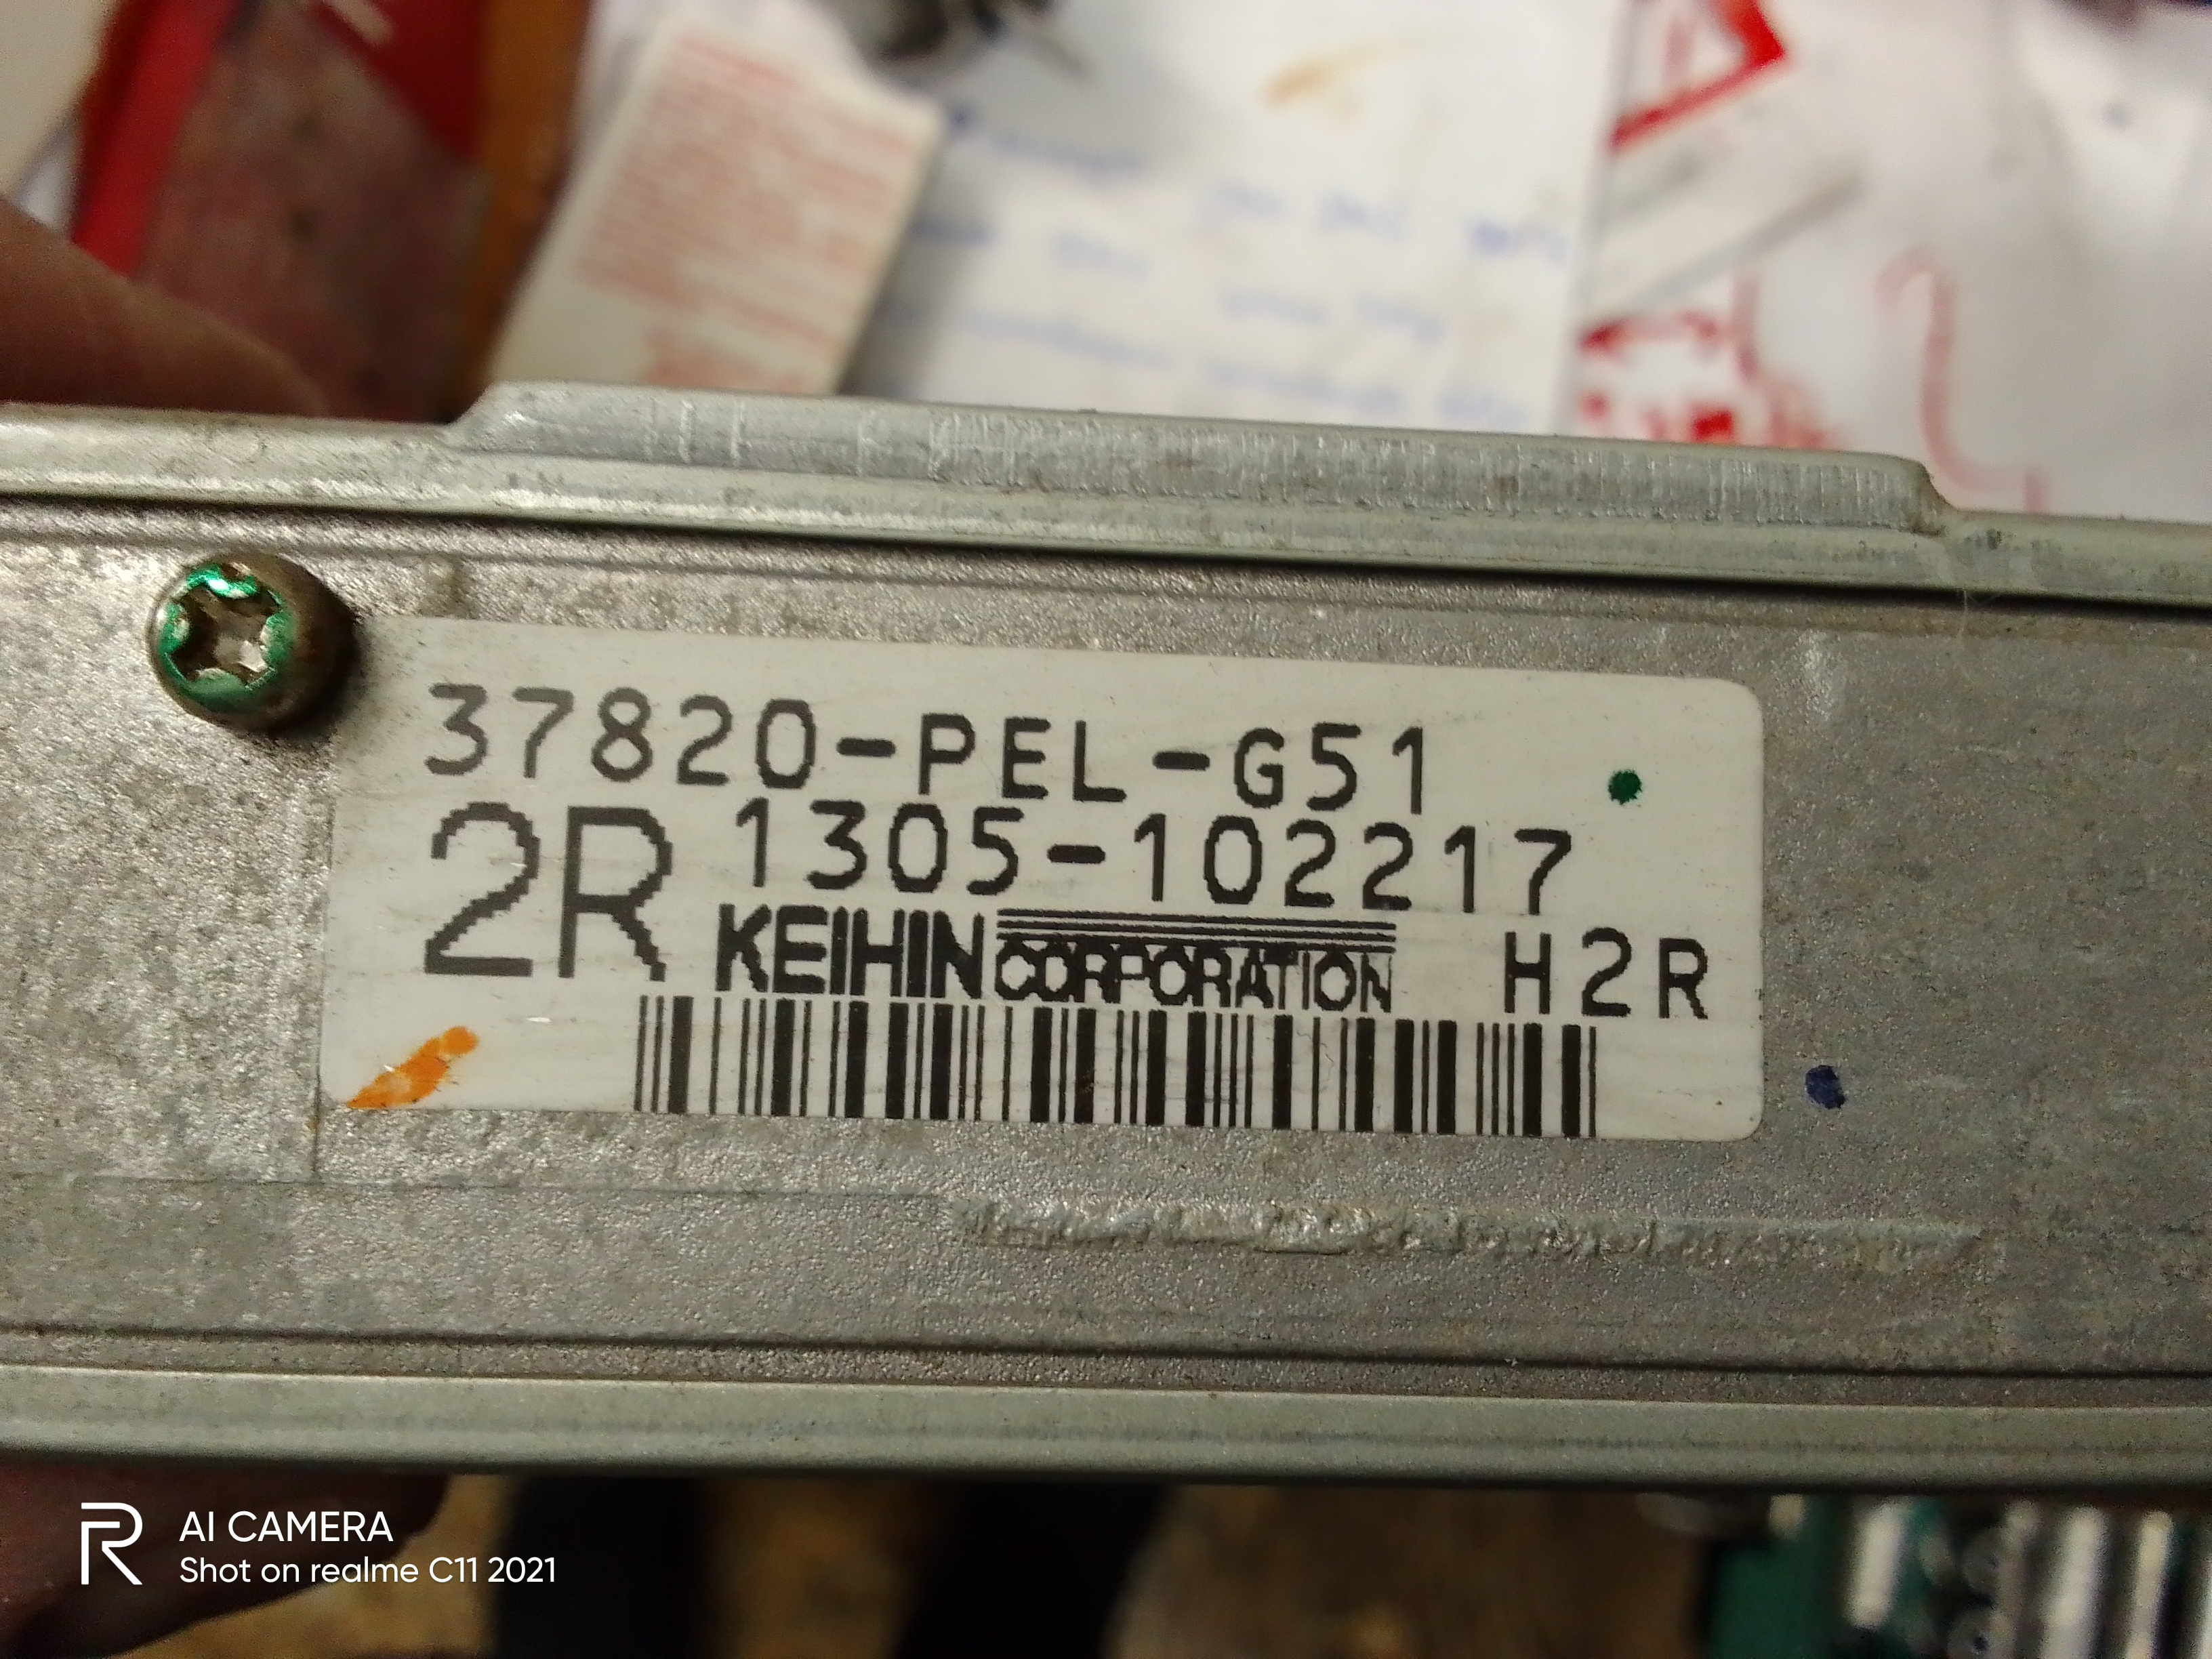 37820-PEL-G51
2R 1305-102217
KEIHIN CORPORATION H2R
AI CAMERA
Shot on realme C11 2021